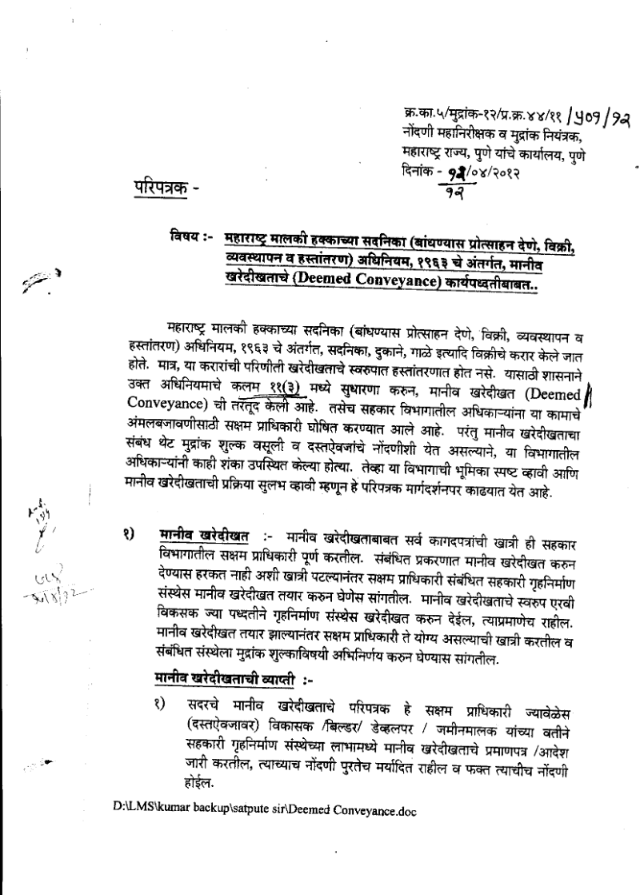 क्र.का.५/मुद्रांक-१२/प्र.क्र.४४/११/५०१/१२
नोंदणी महानिरीक्षक व मुद्रांक नियंत्रक,
महाराष्ट्र राज्य, पुणे यांचे कार्यालय, पुणे
दिनांक - १२/०४/२०१२
१२
परिपत्रक -
विषय :- महाराष्ट्र मालकी हक्काच्या सदनिका (बांधण्यास प्रोत्साहन देणे, विक्री,
व्यवस्थापन व हस्तांतरण) अधिनियम, १९६३ चे अंतर्गत, मानीव
खरेदीखताचे (Deemed Conveyance) कार्यपध्दतीबाबत..
महाराष्ट्र मालकी हक्काच्या सदनिका (बांधण्यास प्रोत्साहन देणे, विक्री, व्यवस्थापन व
हस्तांतरण) अधिनियम, १९६३ चे अंतर्गत, सदनिका, दुकाने, गाळे इत्यादि विक्रीचे करार केले जात
होते. मात्र, या करारांची परिणीती खरेदीखताचे स्वरुपात हस्तांतरणात होत नसे. यासाठी शासनाने
उक्त अधिनियमाचे कलम ११(३) मध्ये सुधारणा करुन, मानीव खरेदीखत (Deemed
Conveyance) ची तरतूद केली आहे. तसेच सहकार विभागातील अधिकाऱ्यांना या कामाचे
अंमलबजावणीसाठी सक्षम प्राधिकारी घोषित करण्यात आले आहे. परंतु मानीव खरेदीखताचा
संबंध थेट मुद्रांक शुल्क वसूली व दस्तऐवजांचे नोंदणीशी येत असल्याने, या विभागातील
अधिकाऱ्यांनी काही शंका उपस्थित केल्या होत्या. तेव्हा या विभागाची भूमिका स्पष्ट व्हावी आणि
मानीव खरेदीखताची प्रक्रिया सुलभ व्हावी म्हणून हे परिपत्रक मार्गदर्शनपर काढयात येत आहे.
१) मानीव खरेदीखत :- मानीव खरेदीखताबाबत सर्व कागदपत्रांची खात्री ही सहकार
विभागातील सक्षम प्राधिकारी पूर्ण करतील. संबंधित प्रकरणात मानीव खरेदीखत करुन
देण्यास हरकत नाही अशी खात्री पटल्यानंतर सक्षम प्राधिकारी संबंधित सहकारी गृहनिर्माण
संस्थेस मानीव खरेदीखत तयार करुन घेणेस सांगतील. मानीव खरेदीखताचे स्वरुप एरवी
विकसक ज्या पध्दतीने गृहनिर्माण संस्थेस खरेदीखत करुन देईल, त्याप्रमाणेच राहील.
मानीव खरेदीखत तयार झाल्यानंतर सक्षम प्राधिकारी ते योग्य असल्याची खात्री करतील व
संबंधित संस्थेला मुद्रांक शुल्काविषयी अभिनिर्णय करुन घेण्यास सांगतील.
मानीव खरेदीखताची व्याप्ती :-
१) सदरचे मानीव खरेदीखताचे परिपत्रक हे सक्षम प्राधिकारी ज्यावेळेस
(दस्तऐवजावर) विकासक /बिल्डर/ डेव्हलपर / जमीनमालक यांच्या वतीने
सहकारी गृहनिर्माण संस्थेच्या लाभामध्ये मानीव खरेदीखताचे प्रमाणपत्र /आदेश
जारी करतील, त्याच्याच नोंदणी पुरतेच मर्यादित राहील व फक्त त्याचीच नोंदणी
होईल.
D:\LMS\kumar backup\satpute sir\Deemed Conveyance.doc